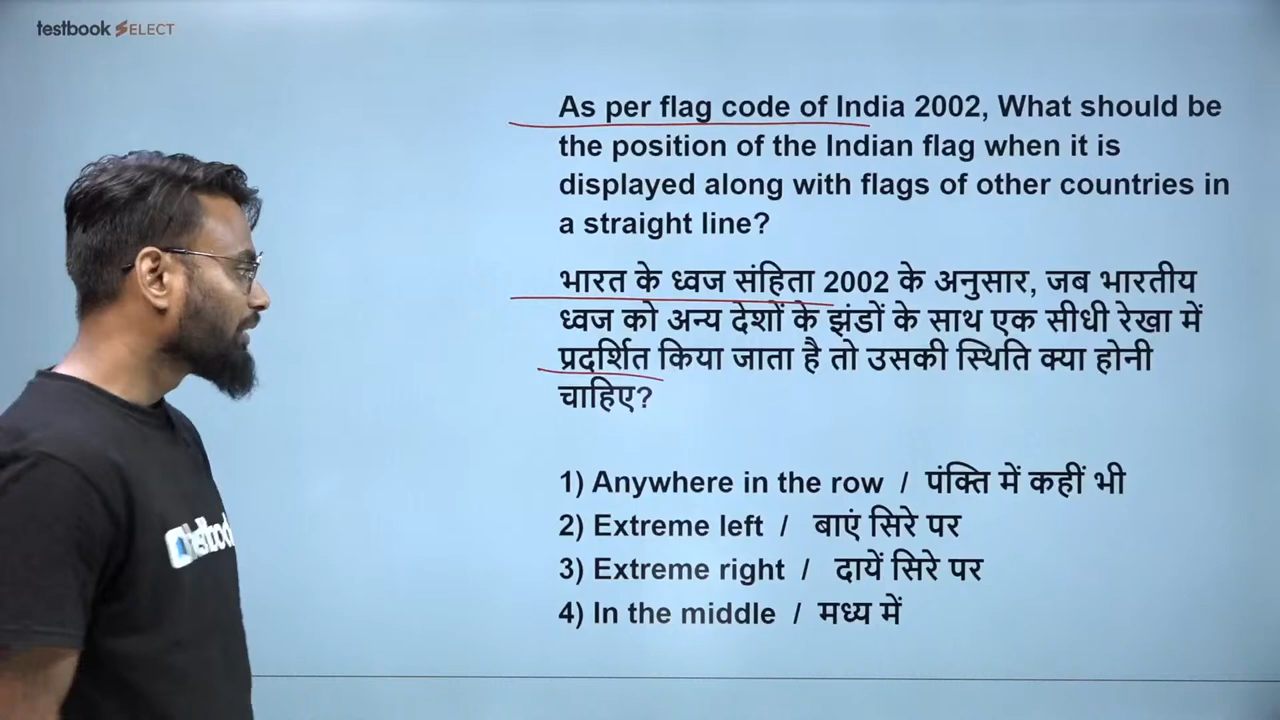 testbook SELECT
As per flag code of India 2002, What should be
the position of the Indian flag when it is
displayed along with flags of other countries in
a straight line?
भारत के ध्वज संहिता 2002 के अनुसार, जब भारतीय
ध्वज को अन्य देशों के झंडों के साथ एक सीधी रेखा में
प्रदर्शित किया जाता है तो उसकी स्थिति क्या होनी
चाहिए?
1) Anywhere in the row / पंक्ति में कहीं भी
2) Extreme left / बाएं सिरे पर
3) Extreme right / दायें सिरे पर
4) In the middle / मध्य में
testbook